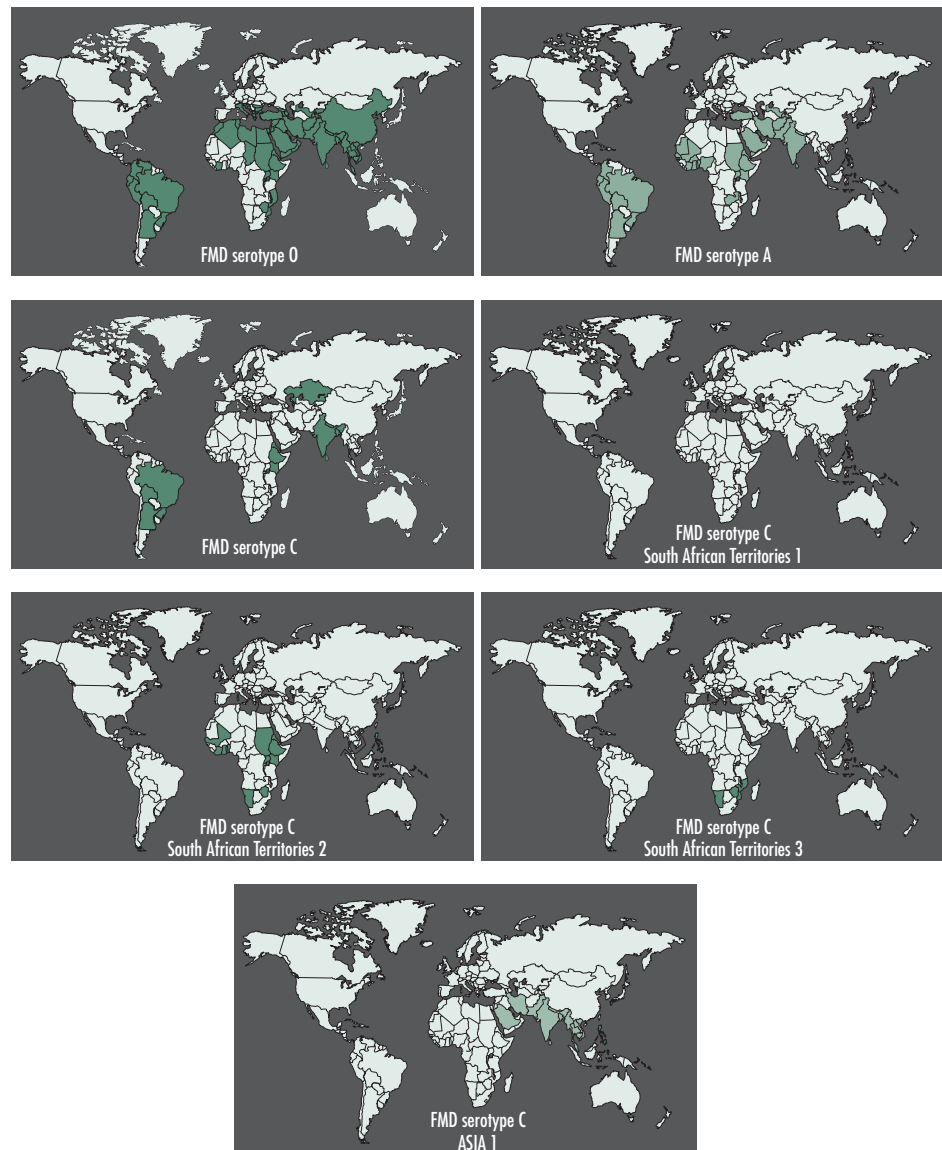 FMD serotype O
FMD serotype A
FMD serotype C
FMD serotype C
South African Territories 1
FMD serotype C
South African Territories 2
FMD serotype C
South African Territories 3
FMD serotype C
ASIA 1